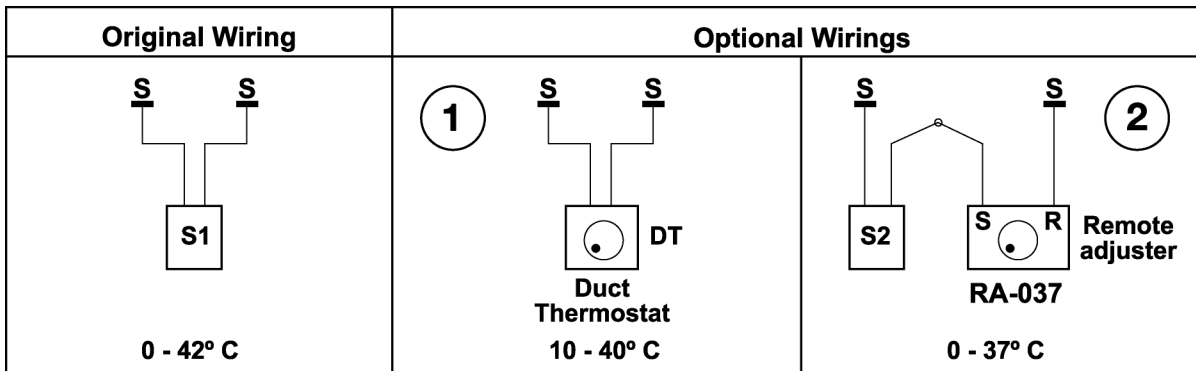 Original Wiring
Optional Wirings
S S
S1
0 - 42º C
1
S S
DT
Duct
Thermostat
10 - 40º C
S S
2
S2
S R
Remote
adjuster
RA-037
0 - 37º C